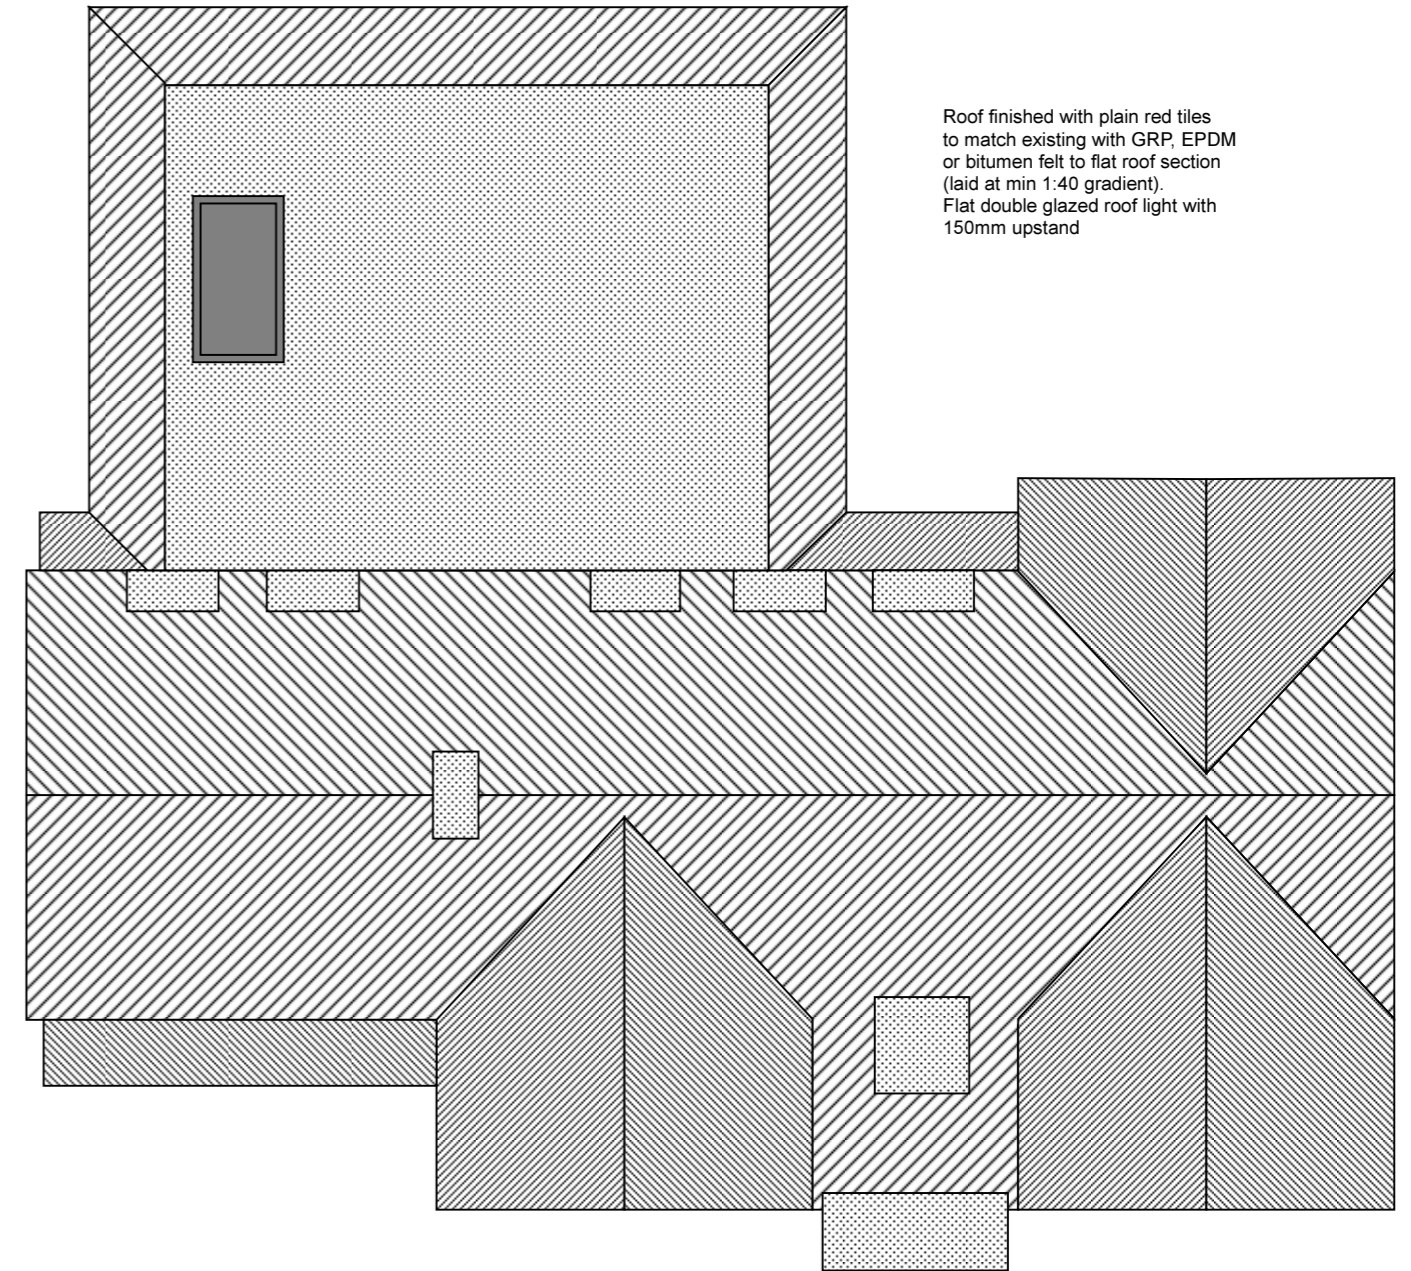 Roof finished with plain red tiles
to match existing with GRP, EPDM
or bitumen felt to flat roof section
(laid at min 1:40 gradient).
Flat double glazed roof light with
150mm upstand